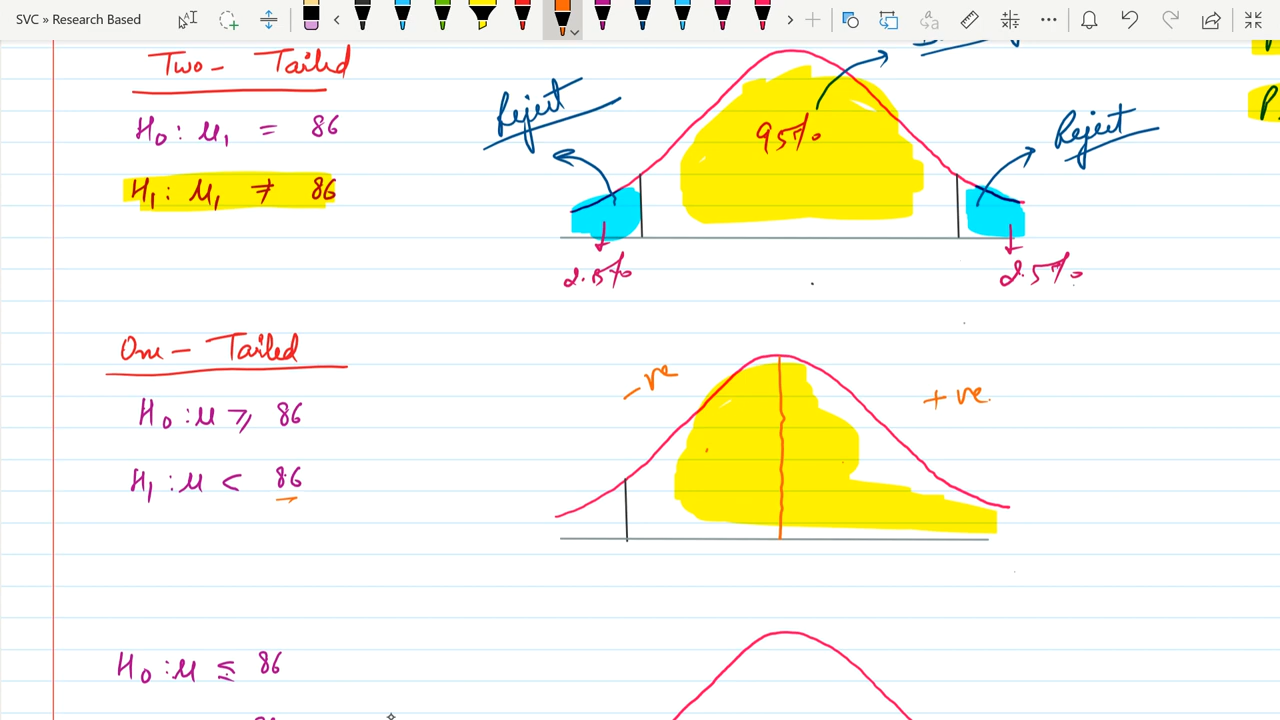 SVC » Research Based
Two - Tailed
H0 : μ1 = 86
H1 : μ1 ≠ 86
Reject
95%
Reject
2.5%
2.5%
P
One - Tailed
H0 : μ ⩾ 86
H1 : μ < 86
-ve
+ve
H0 : μ ≤ 86